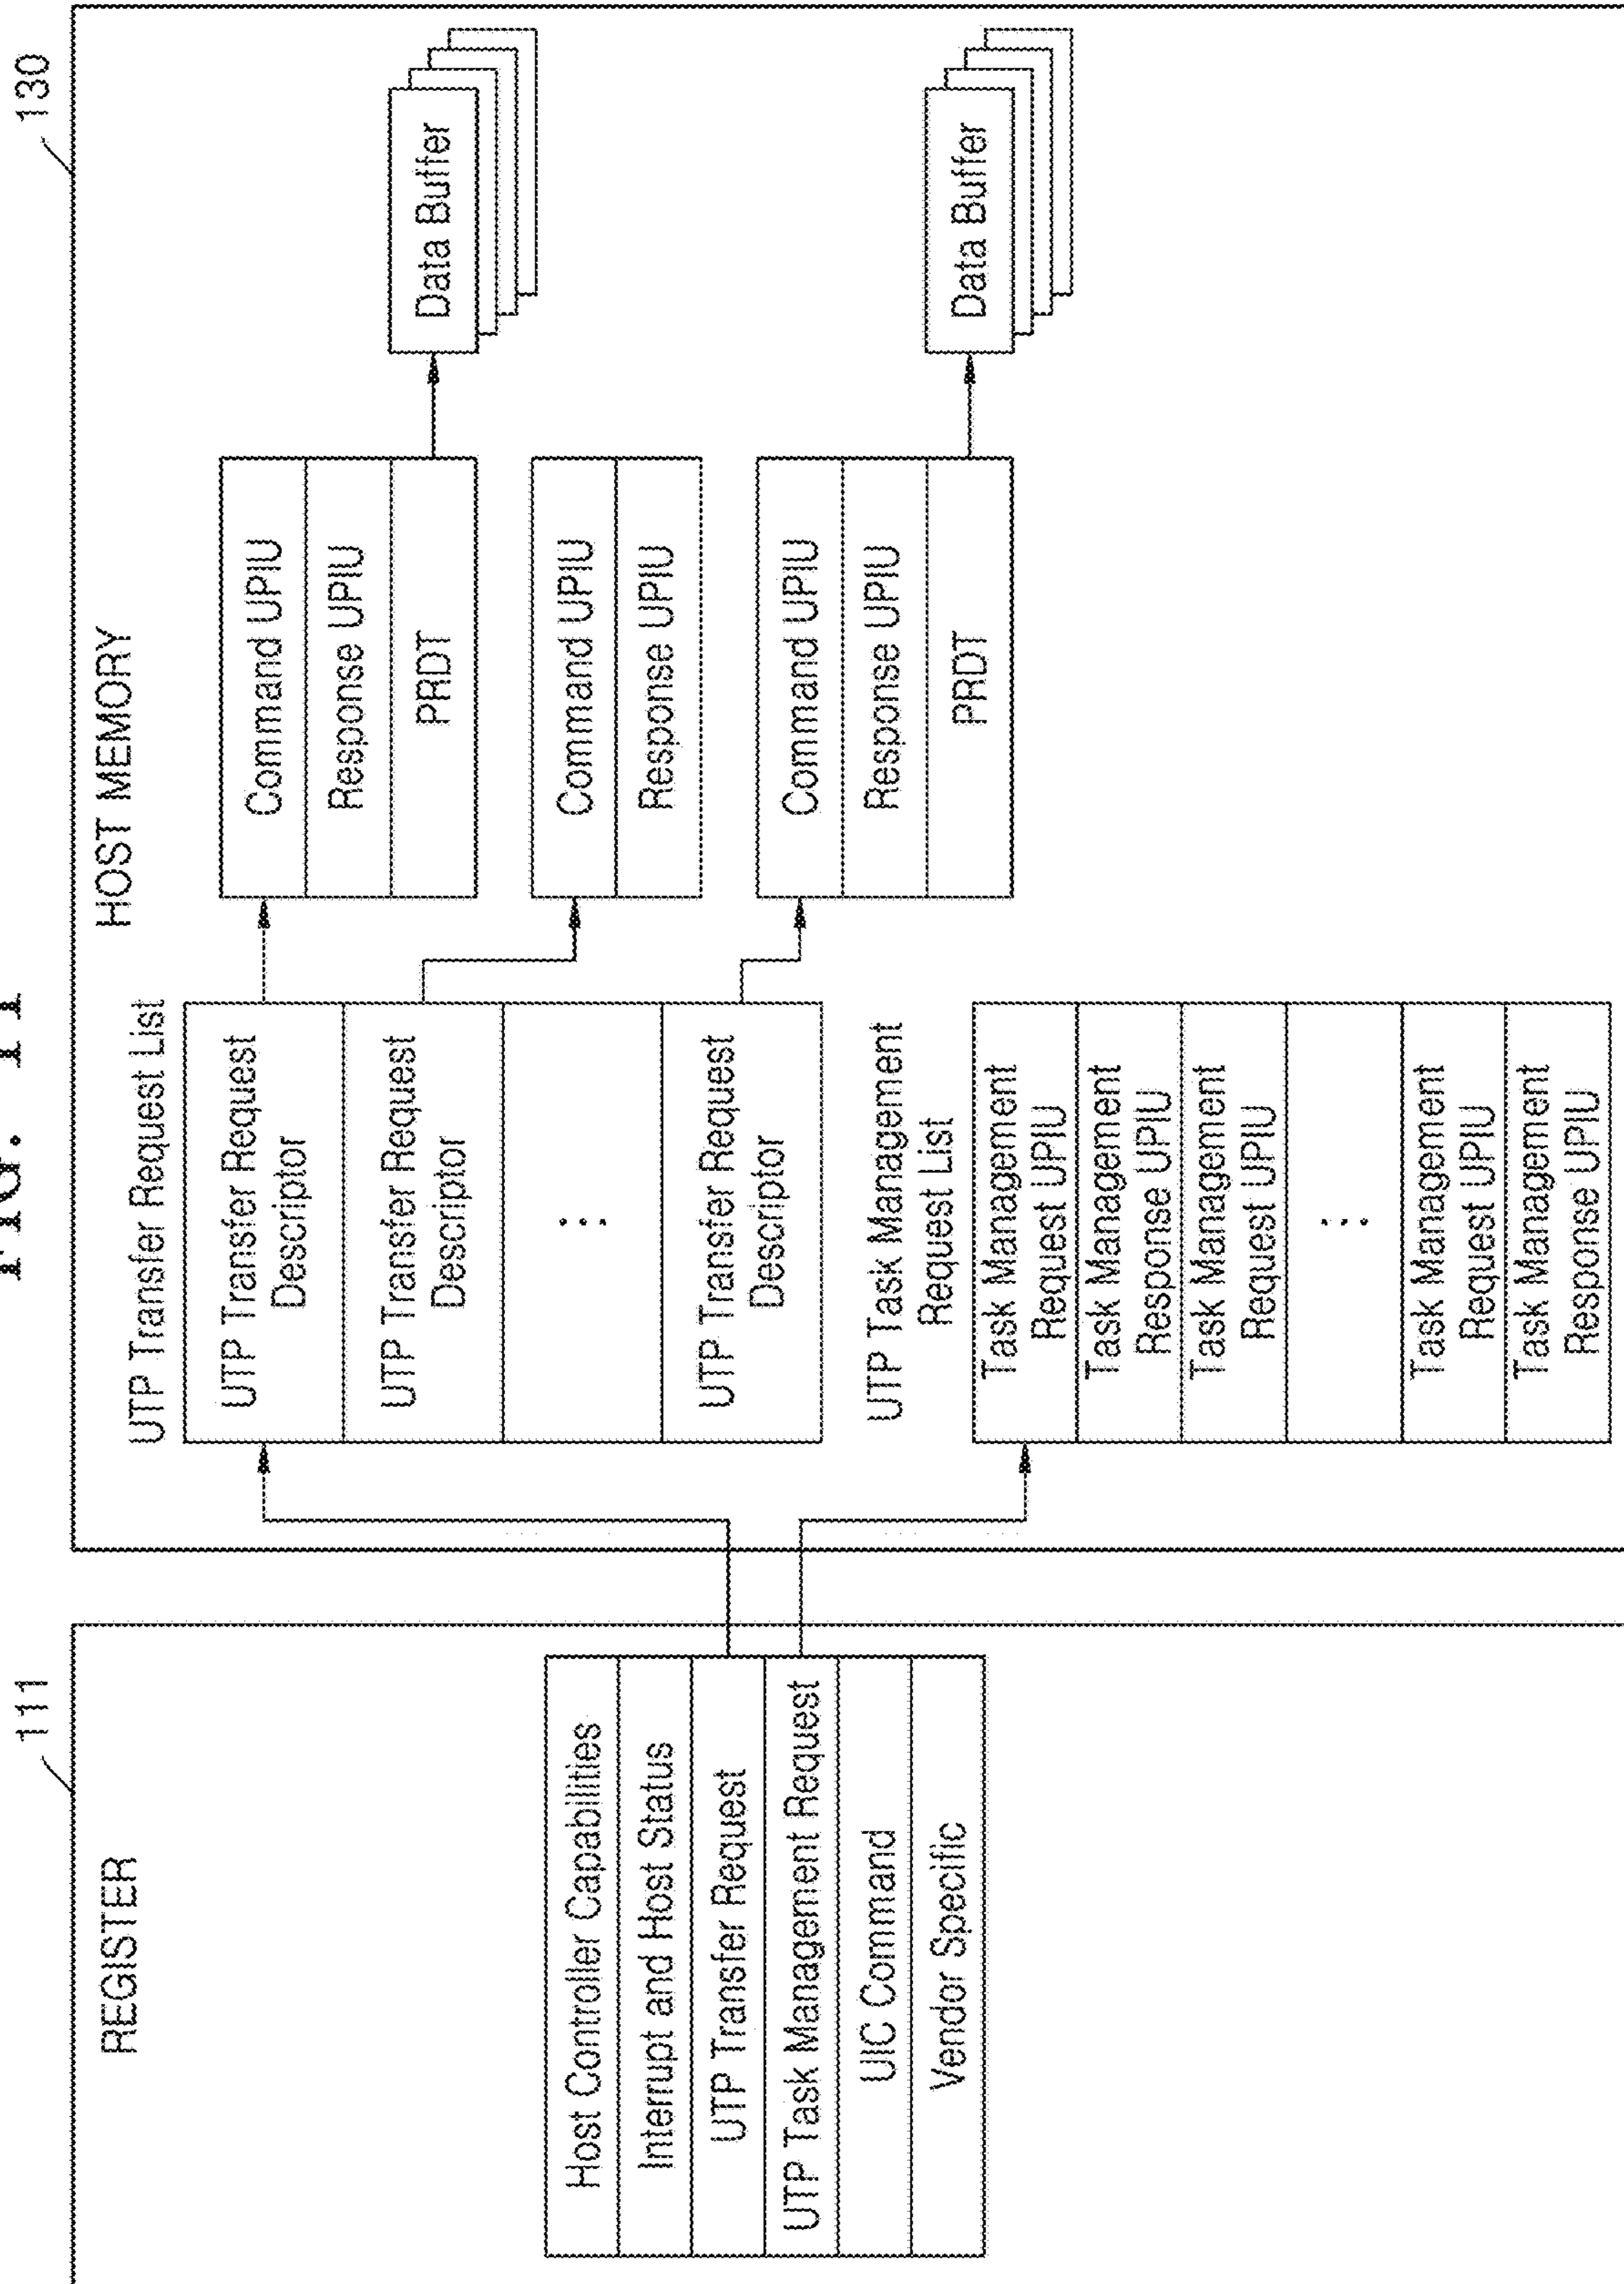 FIG. 11
111
130
REGISTER
Host Controller Capabilities
Interrupt and Host Status
UTP Transfer Request
UTP Task Management Request
UIC Command
Vendor Specific
HOST MEMORY
UTP Transfer Request List
UTP Transfer Request
Descriptor
UTP Transfer Request
Descriptor
...
UTP Transfer Request
Descriptor
UTP Task Management
Request List
Task Management
Request UPIU
Task Management
Response UPIU
Task Management
Request UPIU
...
Task Management
Request UPIU
Task Management
Response UPIU
Command UPIU
Response UPIU
PRDT
Command UPIU
Response UPIU
Command UPIU
Response UPIU
PRDT
Data Buffer
Data Buffer